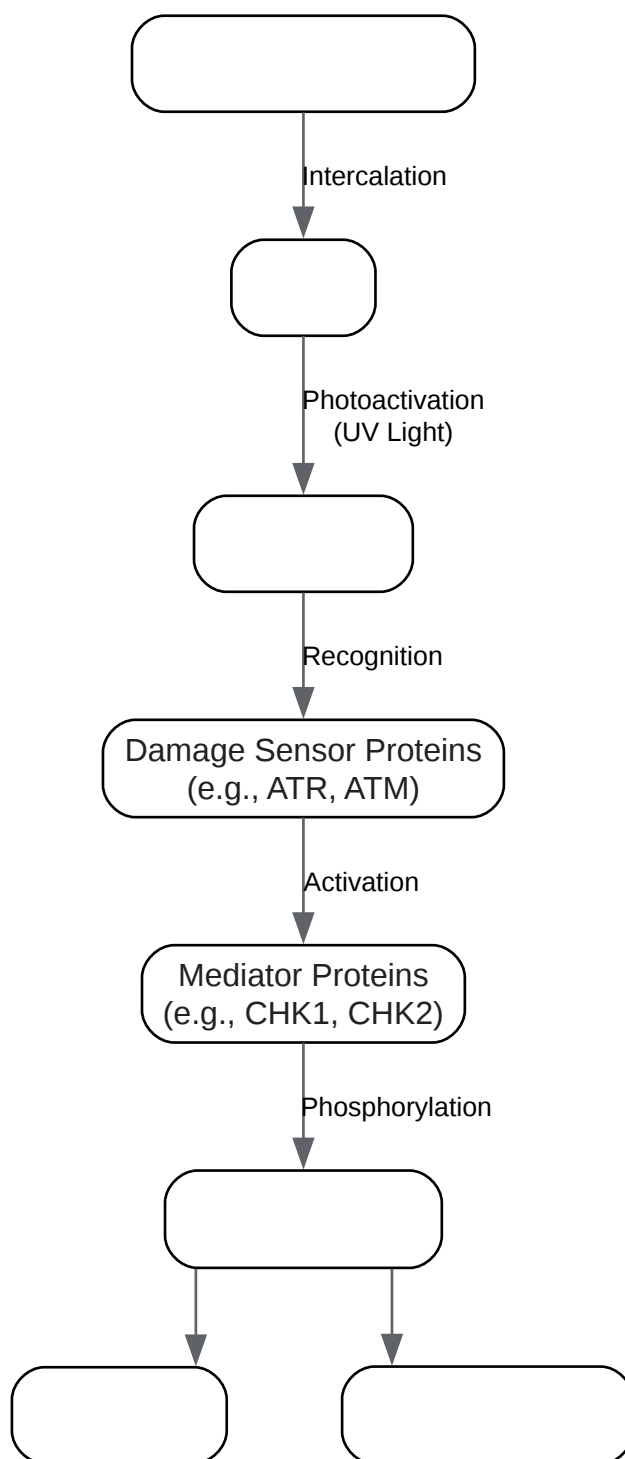 Intercalation
Photoactivation
(UV Light)
Recognition
Damage Sensor Proteins
(e.g., ATR, ATM)
Activation
Mediator Proteins
(e.g., CHK1, CHK2)
Phosphorylation